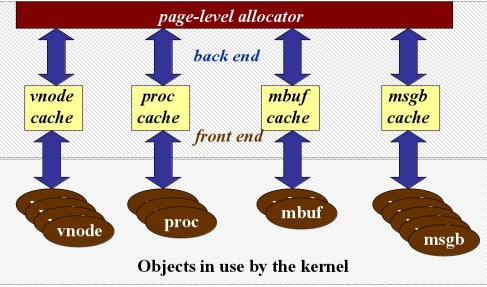 page-level allocator
back end
vnode cache
proc cache
mbuf cache
msgb cache
front end
vnode
proc
mbuf
msgb
Objects in use by the kernel